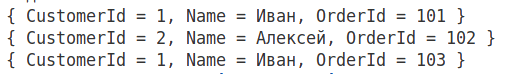 { CustomerId = 1, Name = Иван, OrderId = 101 }
{ CustomerId = 2, Name = Алексей, OrderId = 102 }
{ CustomerId = 1, Name = Иван, OrderId = 103 }